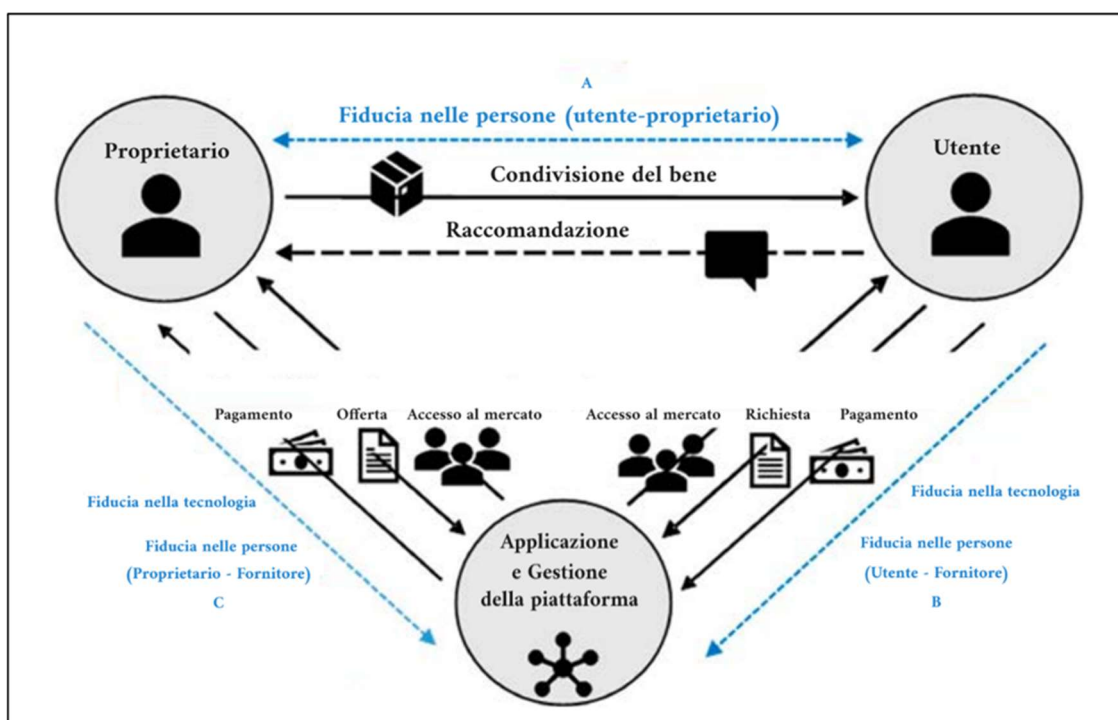 A
Fiducia nelle persone (utente-proprietario)
Proprietario
Utente
Condivisione del bene
Raccomandazione
Pagamento
Offerta
Accesso al mercato
Accesso al mercato
Richiesta
Pagamento
Fiducia nella tecnologia
Fiducia nella tecnologia
Fiducia nelle persone
(Proprietario - Fornitore)
C
Applicazione
e Gestione
della piattaforma
Fiducia nelle persone
(Utente - Fornitore)
B